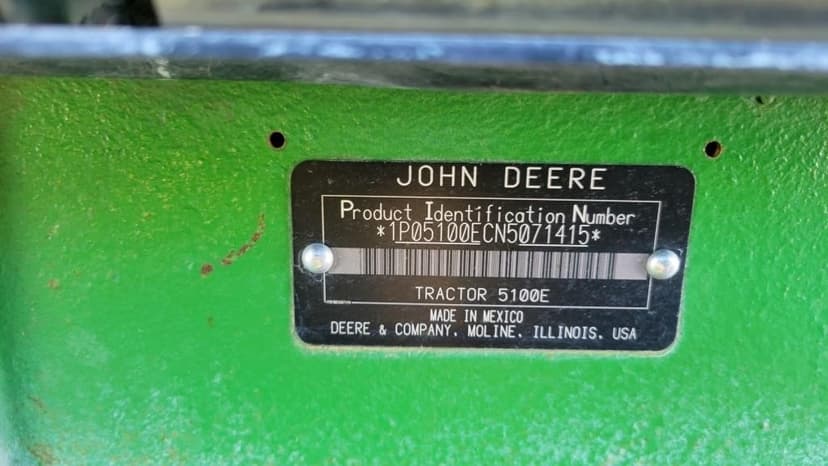 JOHN DEERE
Product Identification Number
*1P05100ECN5071415*
TRACTOR 5100E
MADE IN MEXICO
DEERE & COMPANY. MOLINE, ILLINOIS. USA